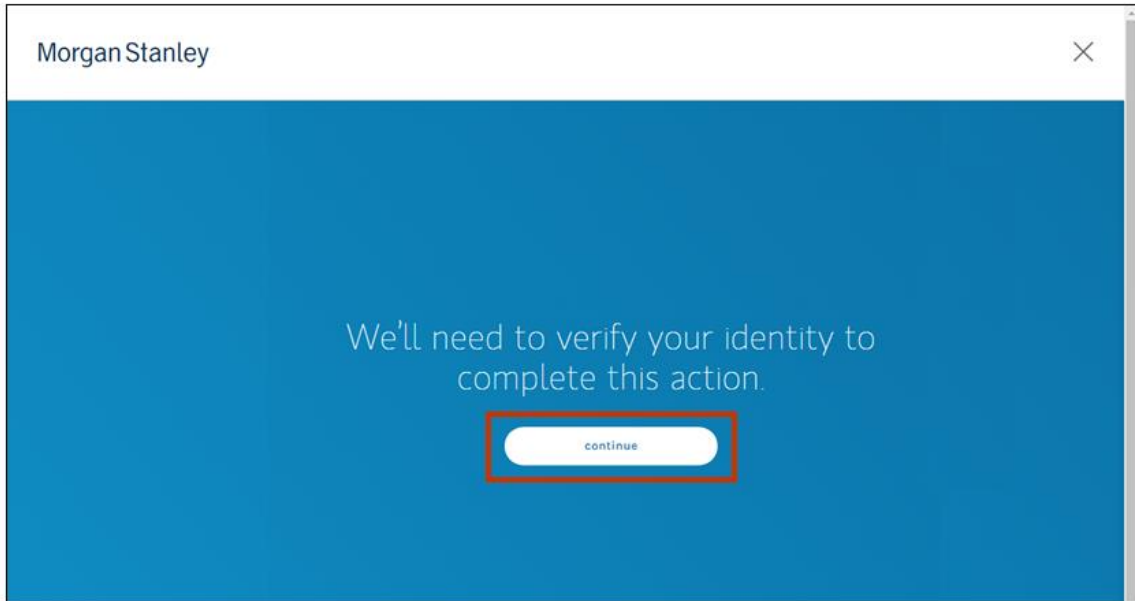 Morgan Stanley
We'll need to verify your identity to
complete this action.
continue